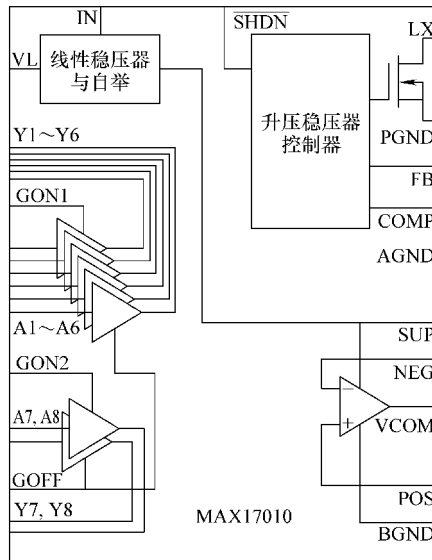 IN
SHDN
LX
VL
线性稳压器
与自举
升压稳压器
控制器
Y1～Y6
PGND
GON1
FB
COMP
AGND
A1～A6
SUP
GON2
NEG
−
A7, A8
+
VCOM
GOFF
POS
Y7, Y8
MAX17010
BGND